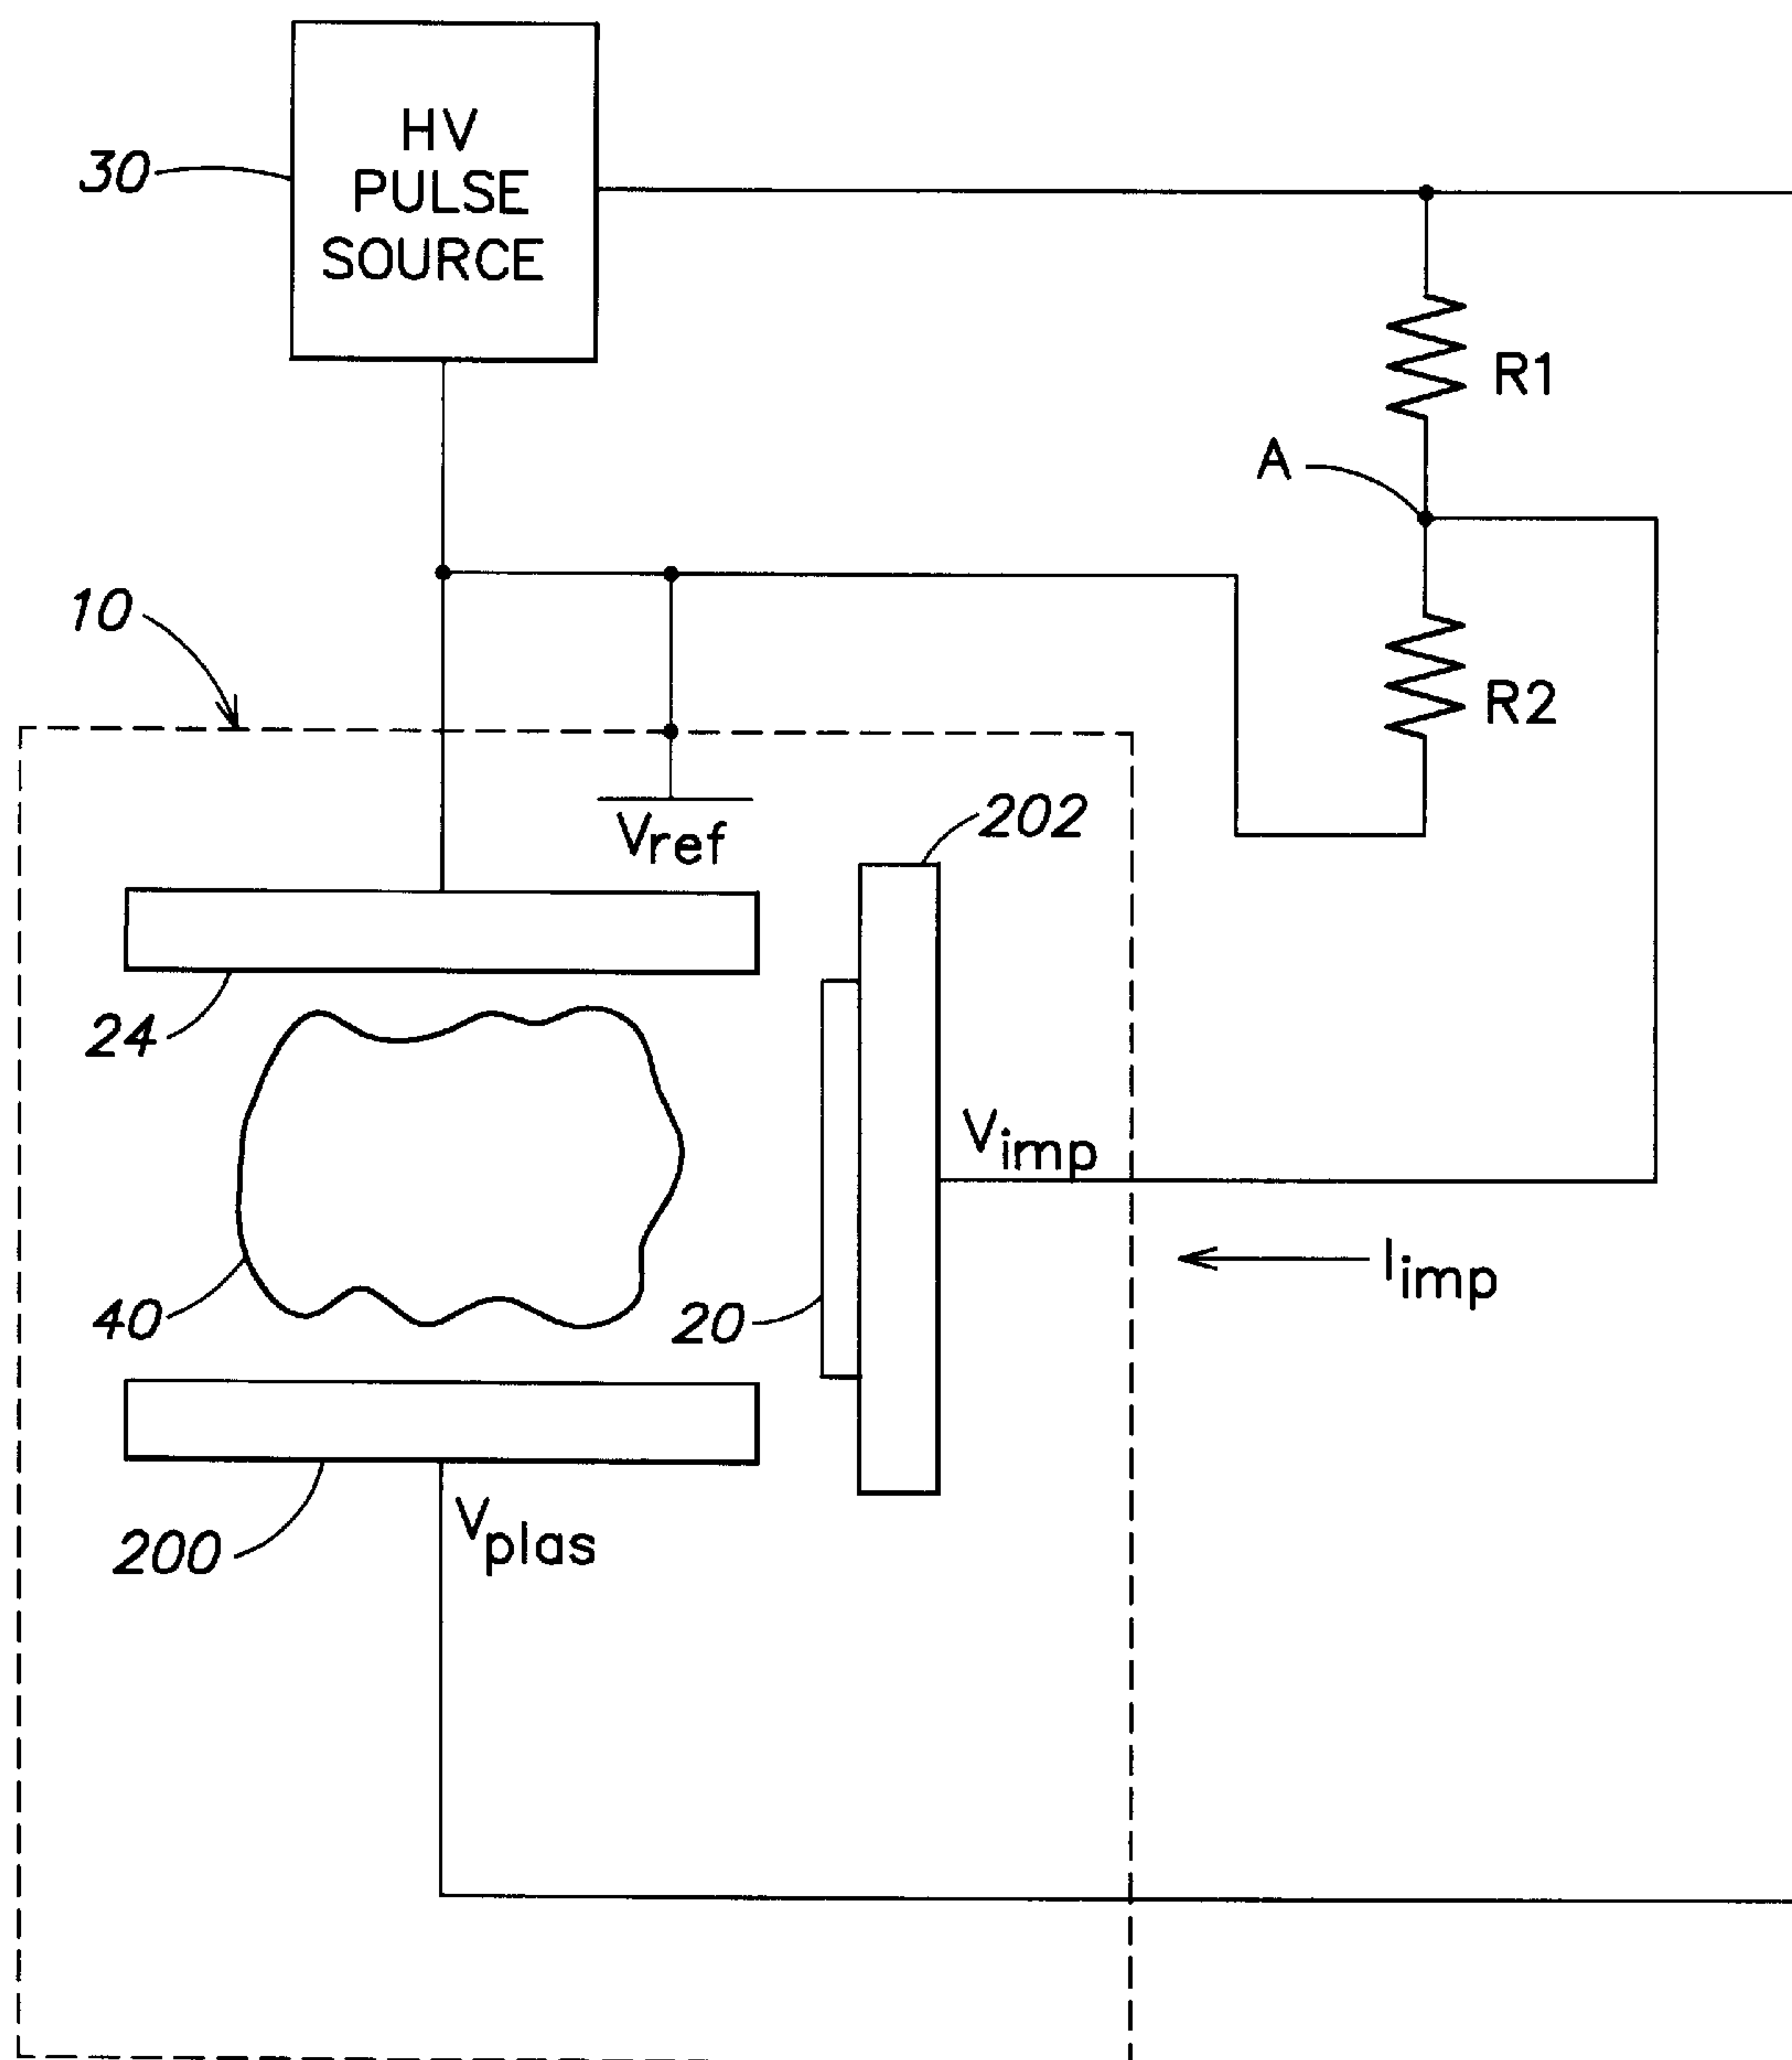 HV
PULSE
SOURCE
30
R1
A
10
R2
Vref
202
24
Vimp
Iimp
40
20
Vplas
200